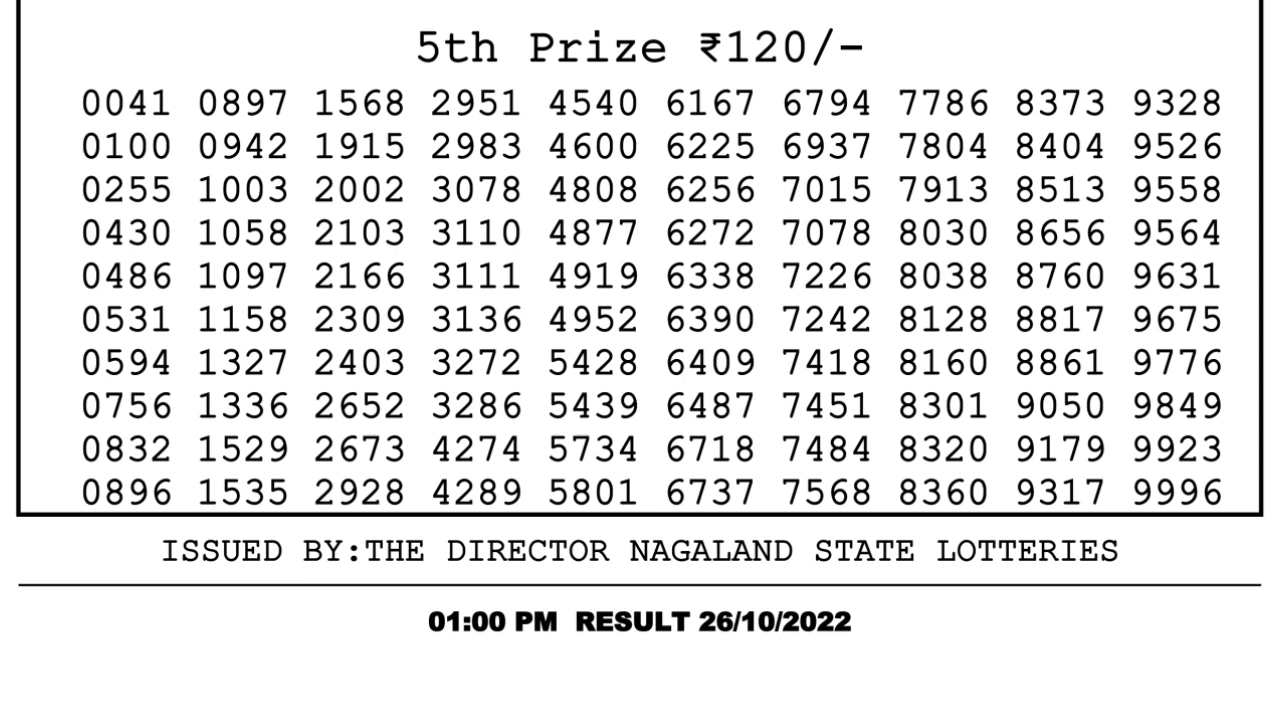 5th Prize ₹120/-
0041 0897 1568 2951 4540 6167 6794 7786 8373 9328
0100 0942 1915 2983 4600 6225 6937 7804 8404 9526
0255 1003 2002 3078 4808 6256 7015 7913 8513 9558
0430 1058 2103 3110 4877 6272 7078 8030 8656 9564
0486 1097 2166 3111 4919 6338 7226 8038 8760 9631
0531 1158 2309 3136 4952 6390 7242 8128 8817 9675
0594 1327 2403 3272 5428 6409 7418 8160 8861 9776
0756 1336 2652 3286 5439 6487 7451 8301 9050 9849
0832 1529 2673 4274 5734 6718 7484 8320 9179 9923
0896 1535 2928 4289 5801 6737 7568 8360 9317 9996
ISSUED BY:THE DIRECTOR NAGALAND STATE LOTTERIES
01:00 PM RESULT 26/10/2022